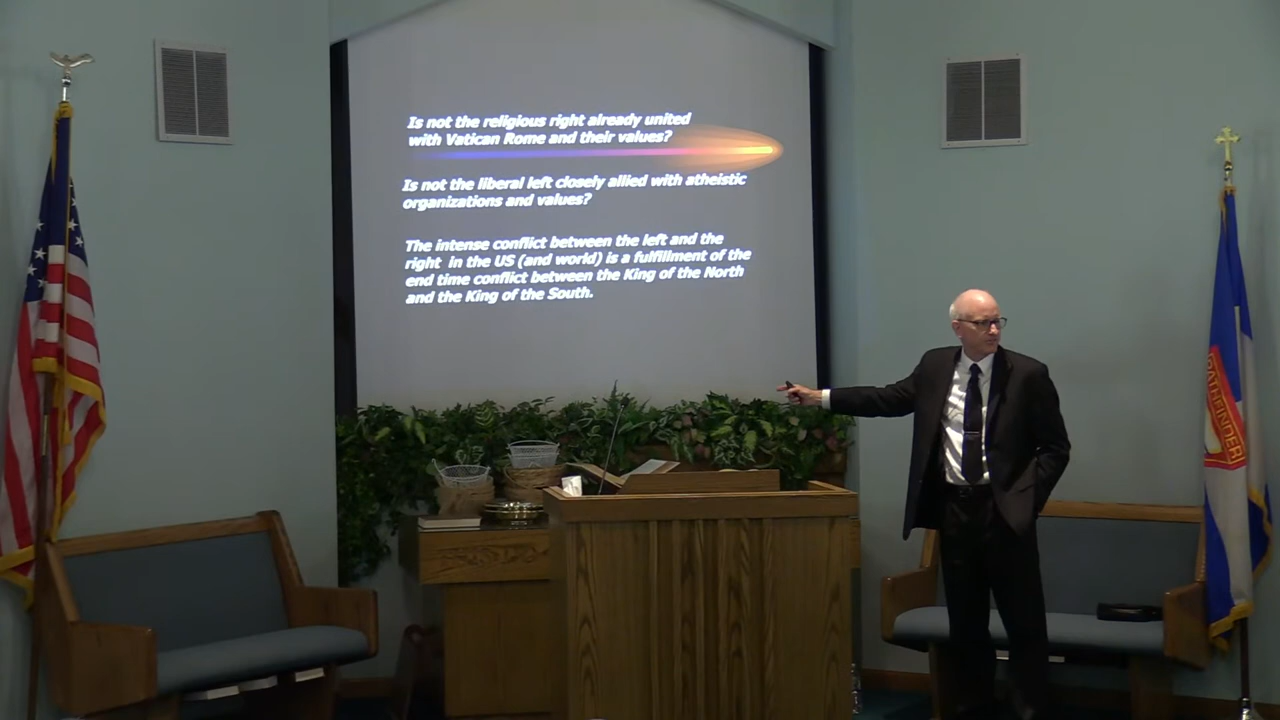 Is not the religious right already united
with Vatican Rome and their values?
Is not the liberal left closely allied with atheistic
organizations and values?
The intense conflict between the left and the
right in the US (and world) is a fulfillment of the
end time conflict between the King of the North
and the King of the South.
PATHFINDER